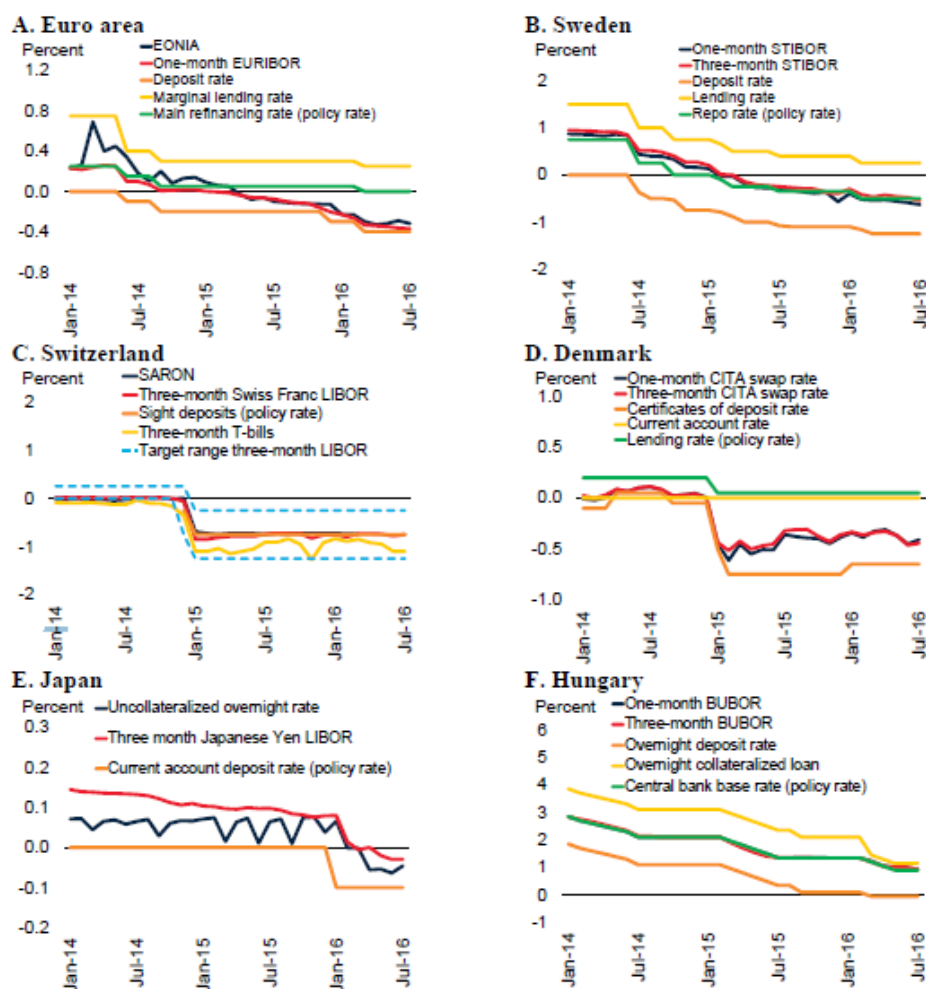 A. Euro area
Percent
EONIA
One-month EURIBOR
Deposit rate
Marginal lending rate
Main refinancing rate (policy rate)
1.2
0.8
0.4
0.0
-0.4
-0.8
Jan-14
Jul-14
Jan-15
Jul-15
Jan-16
Jul-16
B. Sweden
Percent
One-month STIBOR
Three-month STIBOR
Deposit rate
Lending rate
Repo rate (policy rate)
2
1
0
-1
-2
Jan-14
Jul-14
Jan-15
Jul-15
Jan-16
Jul-16
C. Switzerland
Percent
SARON
Three-month Swiss Franc LIBOR
Sight deposits (policy rate)
Three-month T-bills
Target range three-month LIBOR
2
1
0
-1
-2
Jan-14
Jul-14
Jan-15
Jul-15
Jan-16
Jul-16
D. Denmark
Percent
One-month CITA swap rate
Three-month CITA swap rate
Certificates of deposit rate
Current account rate
Lending rate (policy rate)
1.0
0.5
0.0
-0.5
-1.0
Jan-14
Jul-14
Jan-15
Jul-15
Jan-16
Jul-16
E. Japan
Percent
Uncollateralized overnight rate
Three month Japanese Yen LIBOR
Current account deposit rate (policy rate)
0.3
0.2
0.1
0.0
-0.1
-0.2
Jan-14
Jul-14
Jan-15
Jul-15
Jan-16
Jul-16
F. Hungary
Percent
One-month BUBOR
Three-month BUBOR
Overnight deposit rate
Overnight collateralized loan
Central bank base rate (policy rate)
6
5
4
3
2
1
0
-1
Jan-14
Jul-14
Jan-15
Jul-15
Jan-16
Jul-16